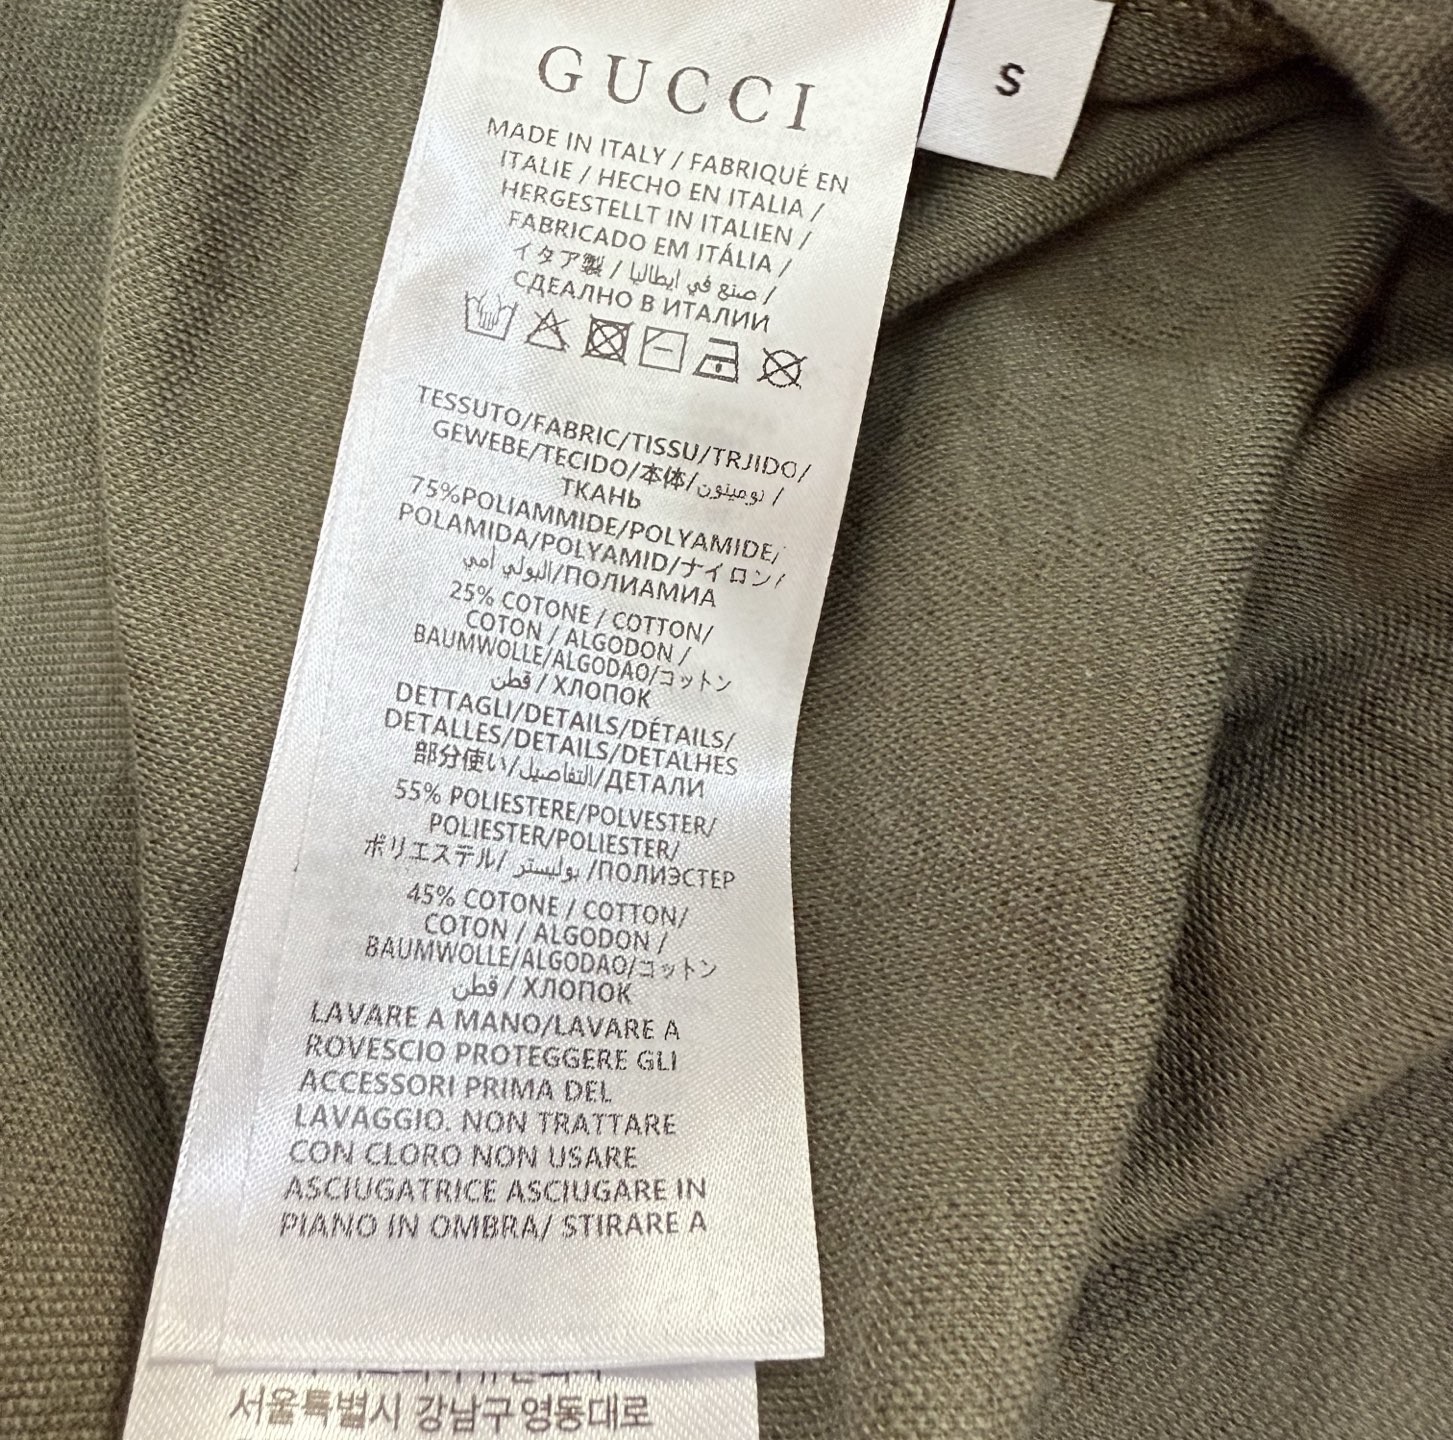 GUCCI
S
MADE IN ITALY / FABRIQUÉ EN
ITALIE / HECHO EN ITALIA /
HERGESTELLT IN ITALIEN /
FABRICADO EM ITÁLIA /
イタア製 / صنع في ايطاليا /
СДЕАЛНО В ИТАЛИИ
TESSUTO/FABRIC/TISSU/TRJIDO/
GEWEBE/TECIDO/本体/ /
ТКАНЬ
75%POLIAMMIDE/POLYAMIDE/
POLAMIDA/POLYAMID/ナイロン/
البولي أمي/ПОЛИАМИА
25% COTONE / COTTON/
COTON / ALGODON /
BAUMWOLLE/ALGODAO/コットン
قطن / ХЛОПОК
DETTAGLI/DETAILS/DÉTAILS/
DETALLES/DETAILS/DETALHES
部分使い/التفاصيل/ДЕТАЛИ
55% POLIESTERE/POLVESTER/
POLIESTER/POLIESTER/
ポリエステル/ بوليستر /ПОЛИЭСТЕР
45% COTONE / COTTON/
COTON / ALGODON /
BAUMWOLLE/ALGODAO/コットン
قطن / ХЛОПОК
LAVARE A MANO/LAVARE A
ROVESCIO PROTEGGERE GLI
ACCESSORI PRIMA DEL
LAVAGGIO. NON TRATTARE
CON CLORO NON USARE
ASCIUGATRICE ASCIUGARE IN
PIANO IN OMBRA/ STIRARE A
서울특별시 강남구 영동대로